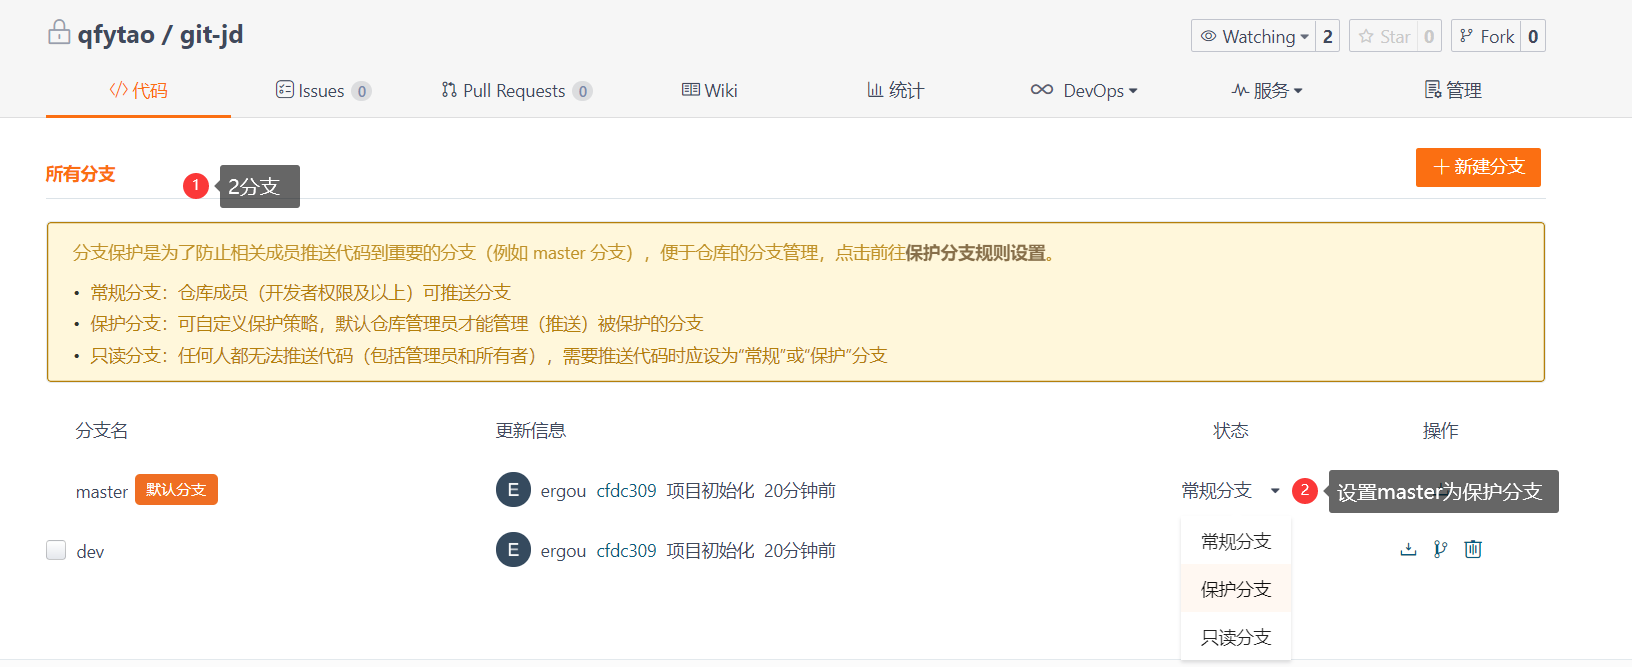 qfytao / git-jd
Watching 2 Star 0 Fork 0
代码 Issues 0 Pull Requests 0 Wiki 统计 DevOps 服务 管理
所有分支
1 2分支
新建分支
分支保护是为了防止相关成员推送代码到重要的分支（例如 master 分支），便于仓库的分支管理，点击前往保护分支规则设置。
• 常规分支：仓库成员（开发者权限及以上）可推送分支
• 保护分支：可自定义保护策略，默认仓库管理员才能管理（推送）被保护的分支
• 只读分支：任何人都无法推送代码（包括管理员和所有者），需要推送代码时应设为"常规"或"保护"分支
分支名 更新信息 状态 操作
master 默认分支 E ergou cfdc309 项目初始化 20分钟前 常规分支 2 设置master为保护分支
dev E ergou cfdc309 项目初始化 20分钟前
常规分支
保护分支
只读分支